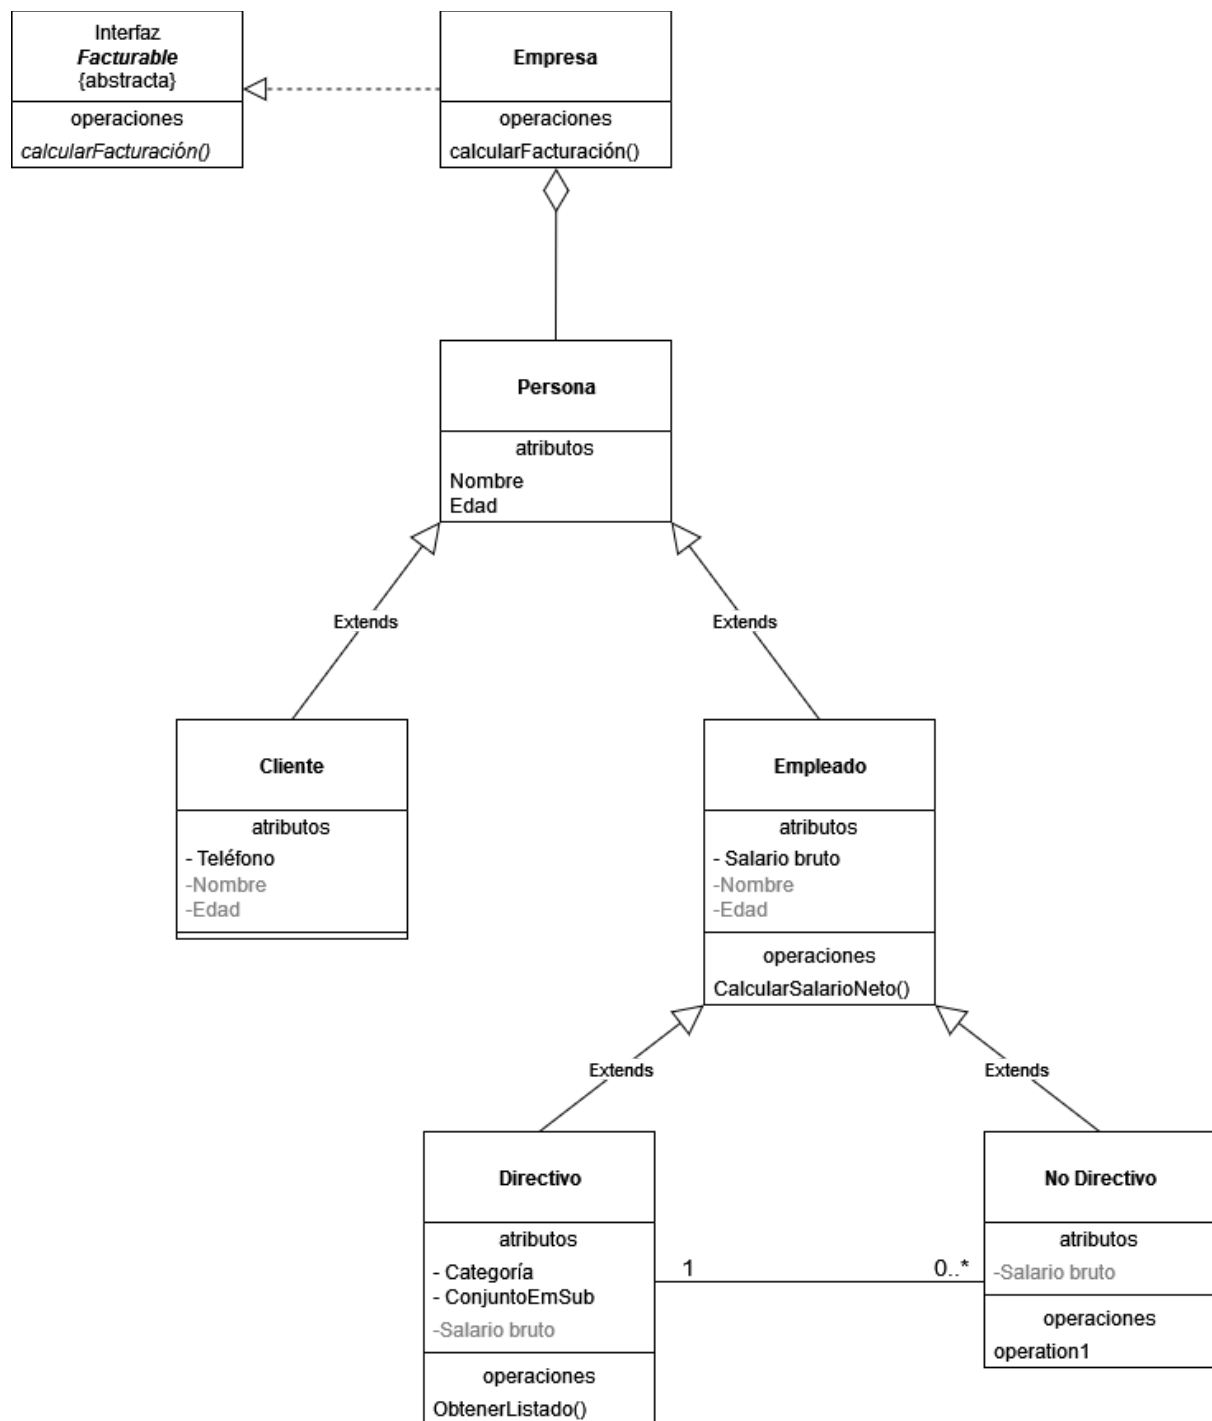 Interfaz
Facturable
{abstracta}
operaciones
calcularFacturación()
Empresa
operaciones
calcularFacturación()
Persona
atributos
Nombre
Edad
Extends
Extends
Cliente
atributos
- Teléfono
-Nombre
-Edad
Empleado
atributos
- Salario bruto
-Nombre
-Edad
operaciones
CalcularSalarioNeto()
Extends
Extends
Directivo
atributos
- Categoría
- ConjuntoEmSub
-Salario bruto
operaciones
ObtenerListado()
1
0..*
No Directivo
atributos
-Salario bruto
operaciones
operation1